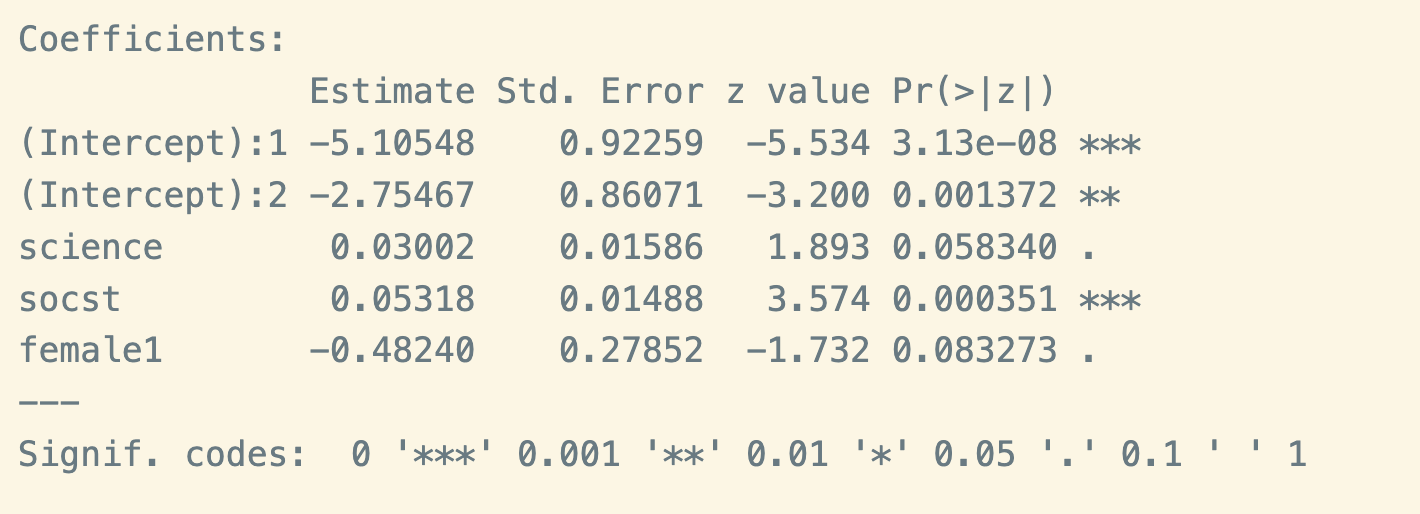 Coefficients:
             Estimate Std. Error z value Pr(>|z|)
(Intercept):1 -5.10548    0.92259  -5.534 3.13e-08 ***
(Intercept):2 -2.75467    0.86071  -3.200 0.001372 **
science        0.03002    0.01586   1.893 0.058340 .
socst          0.05318    0.01488   3.574 0.000351 ***
female1       -0.48240    0.27852  -1.732 0.083273 .
---
Signif. codes:  0 '***' 0.001 '**' 0.01 '*' 0.05 '.' 0.1 ' ' 1